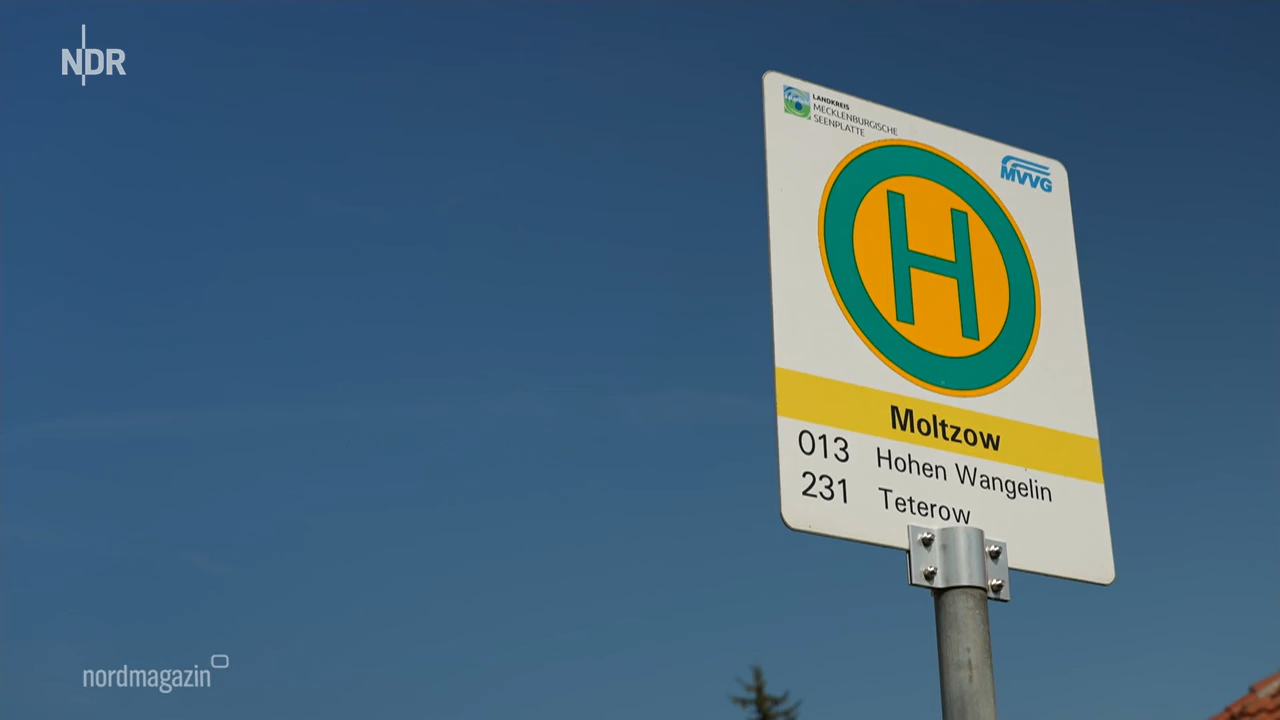 NDR
LANDKREIS
MECKLENBURGISCHE
SEENPLATTE
MVVG
H
Moltzow
013 Hohen Wangelin
231 Teterow
nordmagazin